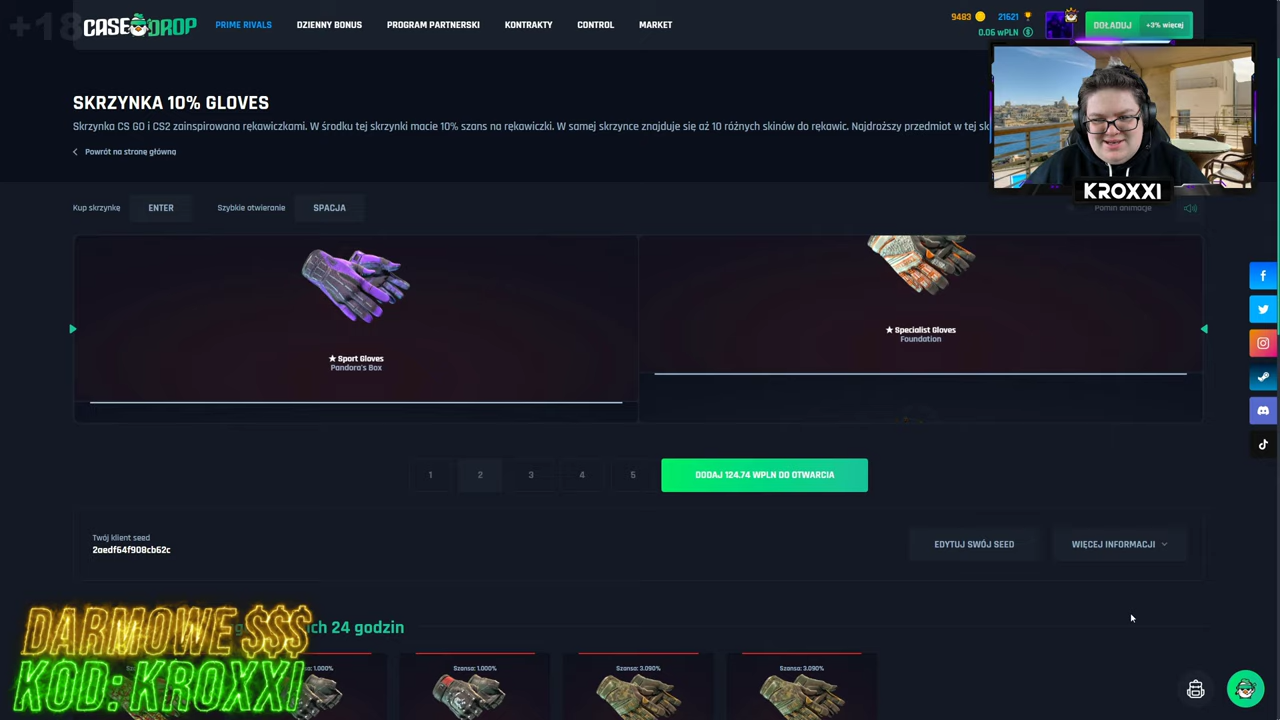 +18
CASEDROP
PRIME RIVALS
DZIENNY BONUS
PROGRAM PARTNERSKI
KONTRAKTY
CONTROL
MARKET
9483
21621
0.06 wPLN
DOŁADUJ
+3% więcej
SKRZYNKA 10% GLOVES
Skrzynka CS GO i CS2 zainspirowana rękawiczkami. W środku tej skrzynki macie 10% szans na rękawiczki. W samej skrzynce znajduje się aż 10 różnych skinów do rękawic. Najdroższy przedmiot w tej sk
Powrót na stronę główną
KROXXI
Kup skrzynkę
ENTER
Szybkie otwieranie
SPACJA
Pomiń animacje
★ Sport Gloves
Pandora's Box
★ Specialist Gloves
Foundation
1
2
3
4
5
DODAJ 124.74 WPLN DO OTWARCIA
Twój klient seed
2aedf64f908cb62c
EDYTUJ SWÓJ SEED
WIĘCEJ INFORMACJI
ich 24 godzin
DARMOWE $$$
KOD: KROXXI
1.000%
Szansa: 1.000%
Szansa: 3.090%
Szansa: 3.090%